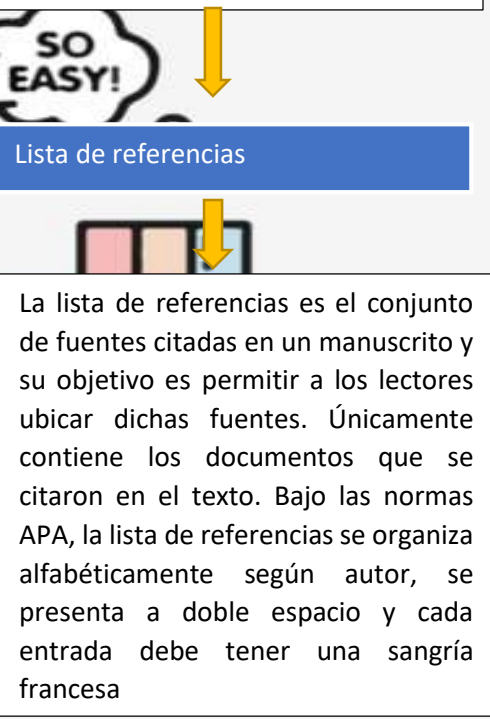 SO
EASY!
Lista de referencias
La lista de referencias es el conjunto
de fuentes citadas en un manuscrito y
su objetivo es permitir a los lectores
ubicar dichas fuentes. Únicamente
contiene los documentos que se
citaron en el texto. Bajo las normas
APA, la lista de referencias se organiza
alfabéticamente según autor, se
presenta a doble espacio y cada
entrada debe tener una sangría
francesa